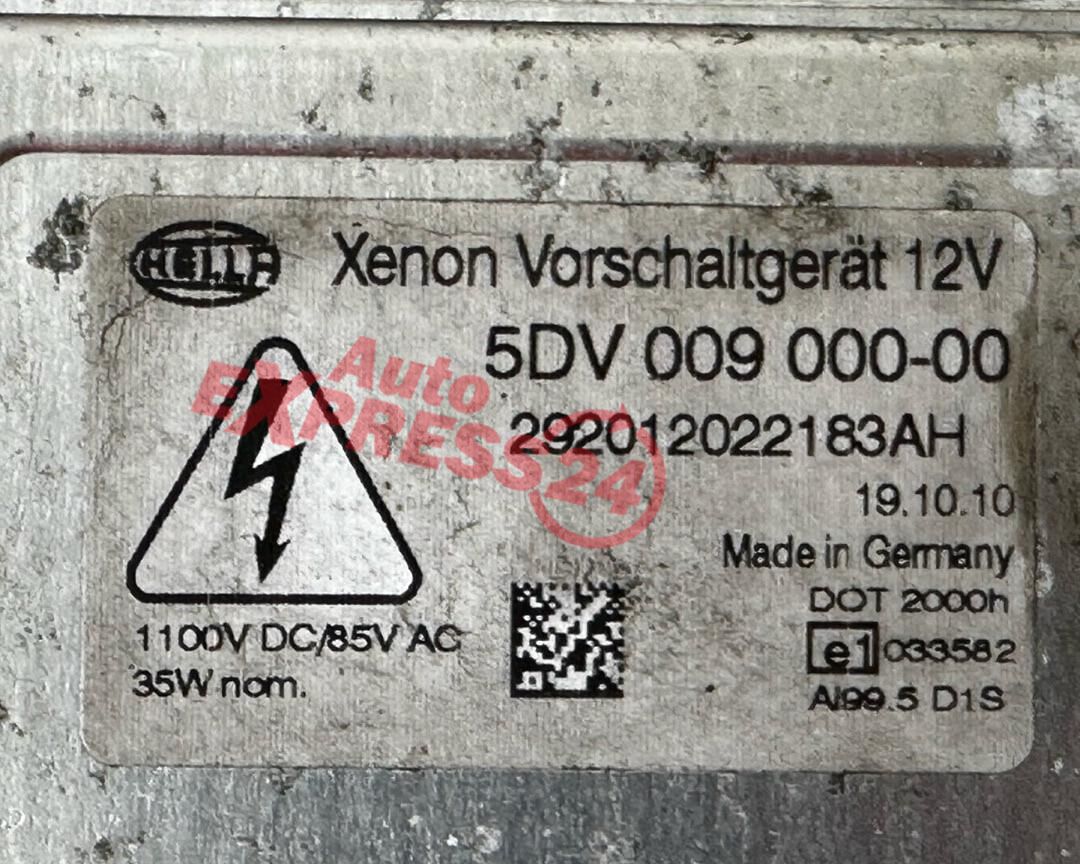 HELLA
Xenon Vorschaltgerät 12V
5DV 009 000-00
292012022183AH
19.10.10
Made in Germany
DOT 2000h
e1 033582
Al99.5 D1S
1100V DC/85V AC
35W nom.
Auto
EXPRESS24